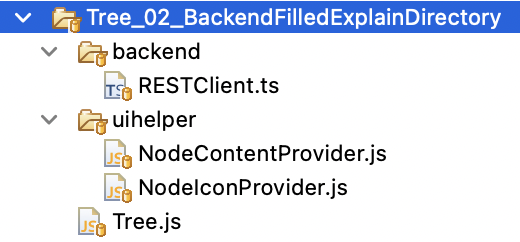 Tree_02_BackendFilledExplainDirectory
backend
RESTClient.ts
uihelper
NodeContentProvider.js
NodeIconProvider.js
Tree.js